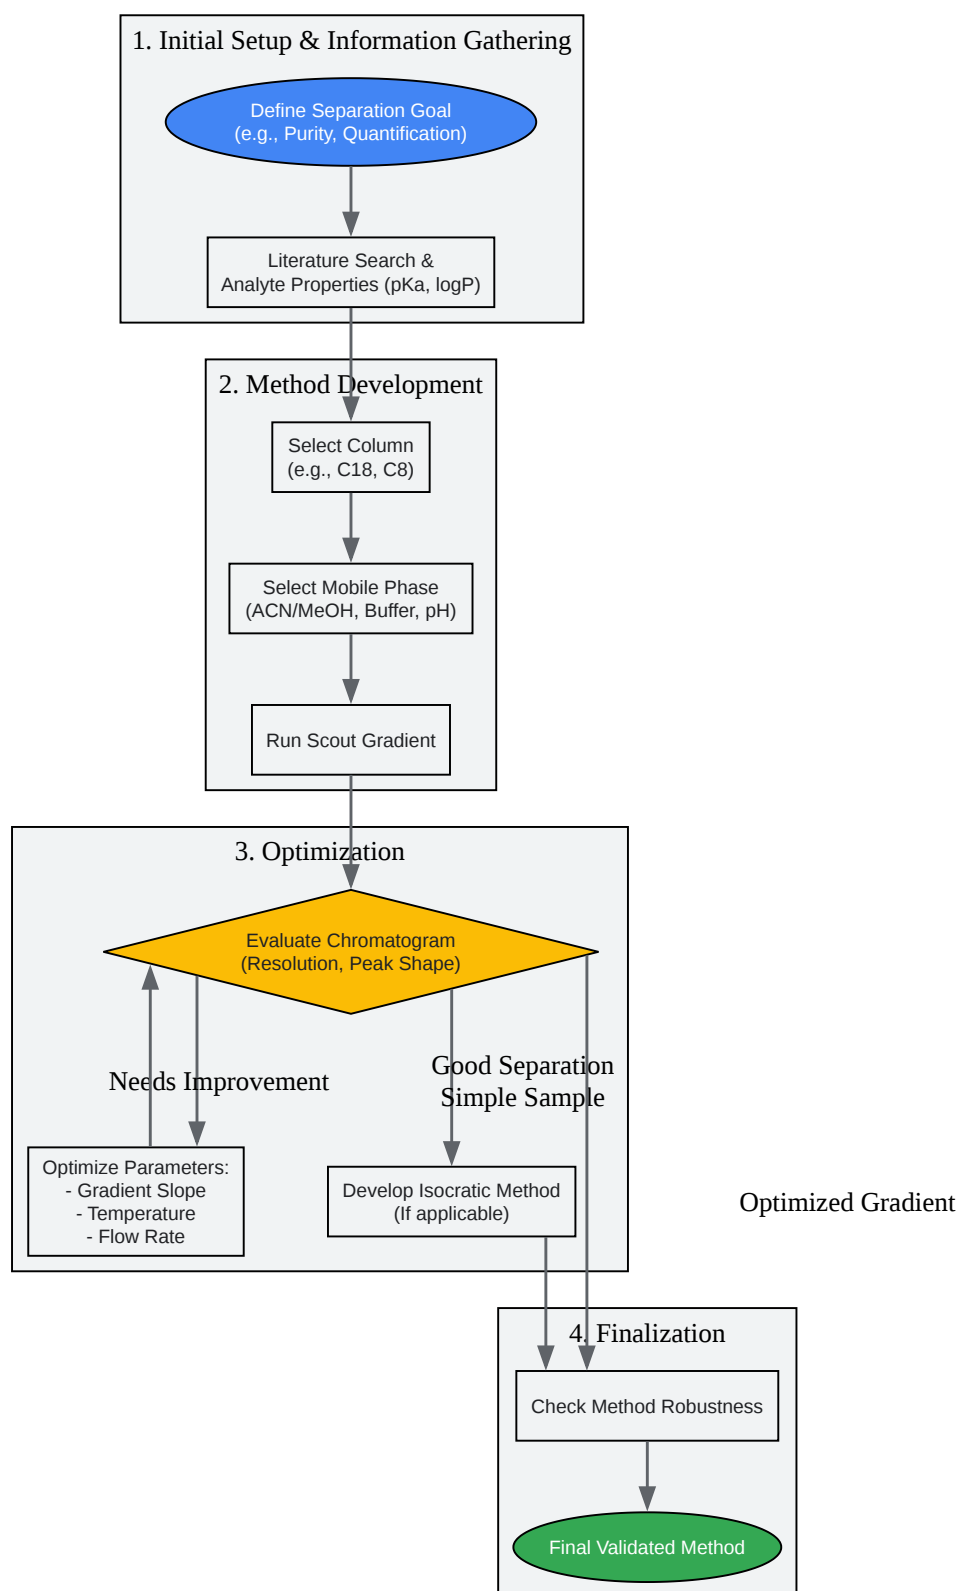 1. Initial Setup & Information Gathering
Define Separation Goal
(e.g., Purity, Quantification)
Literature Search &
Analyte Properties (pKa, logP)
2. Method Development
Select Column
(e.g., C18, C8)
Select Mobile Phase
(ACN/MeOH, Buffer, pH)
Run Scout Gradient
3. Optimization
Evaluate Chromatogram
(Resolution, Peak Shape)
Needs Improvement
Good Separation
Simple Sample
Optimize Parameters:
- Gradient Slope
- Temperature
- Flow Rate
Develop Isocratic Method
(If applicable)
Optimized Gradient
4. Finalization
Check Method Robustness
Final Validated Method